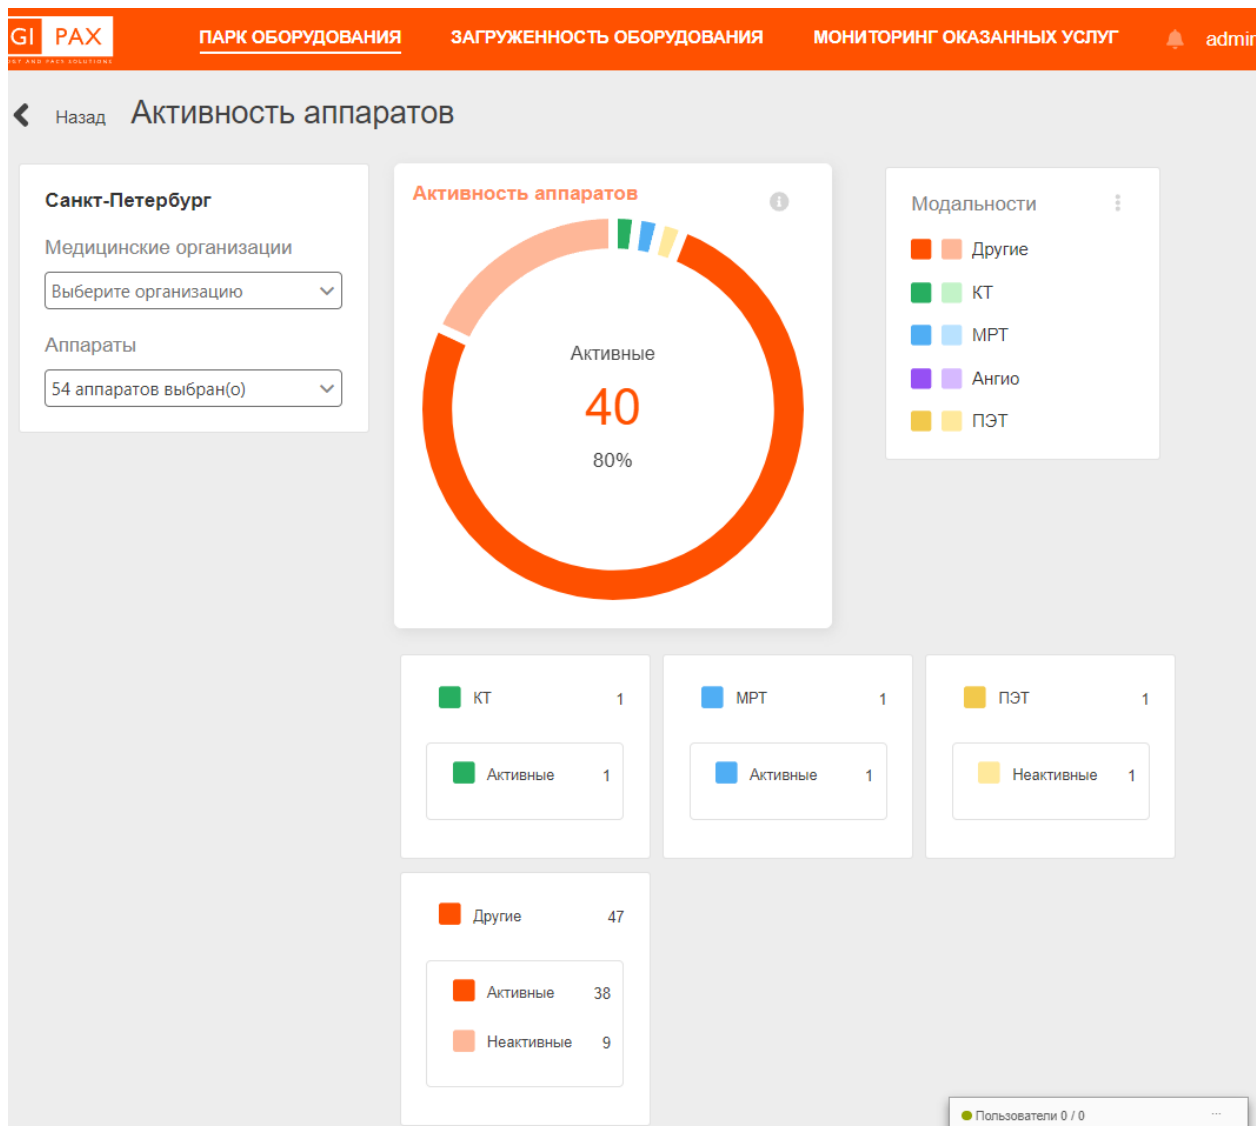 GI PAX
ПАРК ОБОРУДОВАНИЯ
ЗАГРУЖЕННОСТЬ ОБОРУДОВАНИЯ
МОНИТОРИНГ ОКАЗАННЫХ УСЛУГ
admin
Назад
Активность аппаратов
Санкт-Петербург
Медицинские организации
Выберите организацию
Аппараты
54 аппаратов выбран(о)
Активность аппаратов
Активные
40
80%
Модальности
Другие
КТ
МРТ
Ангио
ПЭТ
КТ 1
Активные 1
МРТ 1
Активные 1
ПЭТ 1
Неактивные 1
Другие 47
Активные 38
Неактивные 9
Пользователи 0 / 0 ...